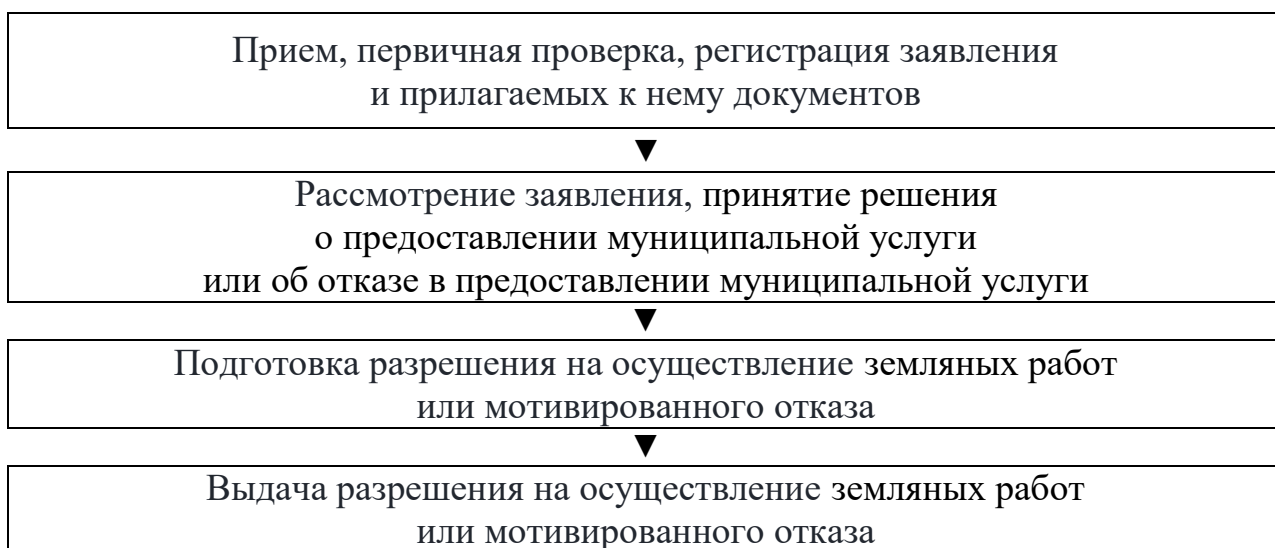 Прием, первичная проверка, регистрация заявления
и прилагаемых к нему документов
Рассмотрение заявления, принятие решения
о предоставлении муниципальной услуги
или об отказе в предоставлении муниципальной услуги
Подготовка разрешения на осуществление земляных работ
или мотивированного отказа
Выдача разрешения на осуществление земляных работ
или мотивированного отказа